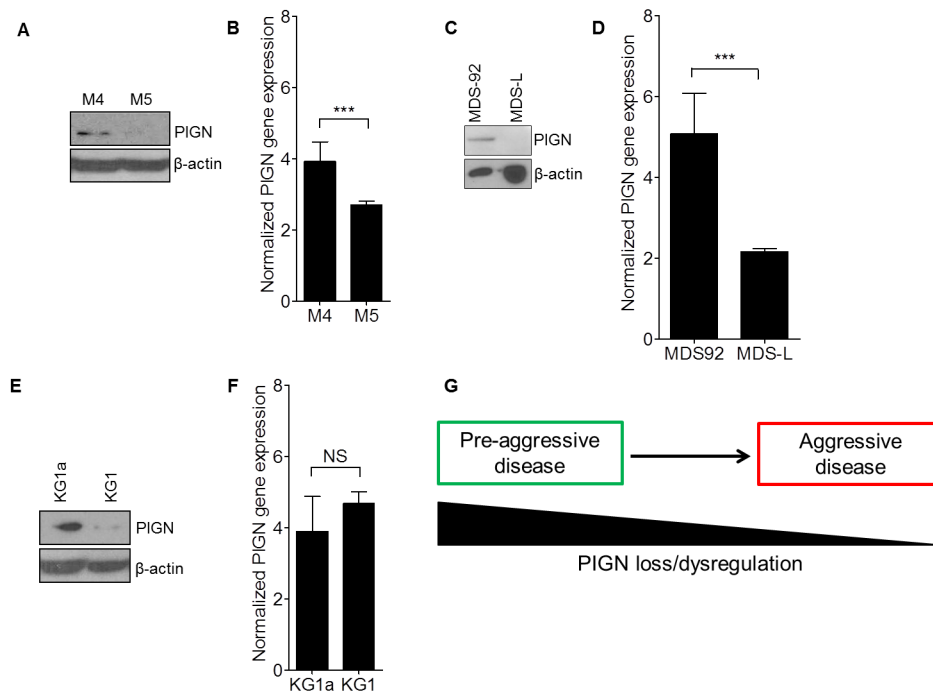 A
M4 M5
PIGN
β-actin
B
Normalized PIGN gene expression
8
6
4
2
0
***
M4 M5
C
MDS-92
MDS-L
PIGN
β-actin
D
Normalized PIGN gene expression
8
6
4
2
0
***
MDS92 MDS-L
E
KG1a
KG1
PIGN
β-actin
F
Normalized PIGN gene expression
8
6
4
2
0
NS
KG1a KG1
G
Pre-aggressive
disease
Aggressive
disease
PIGN loss/dysregulation